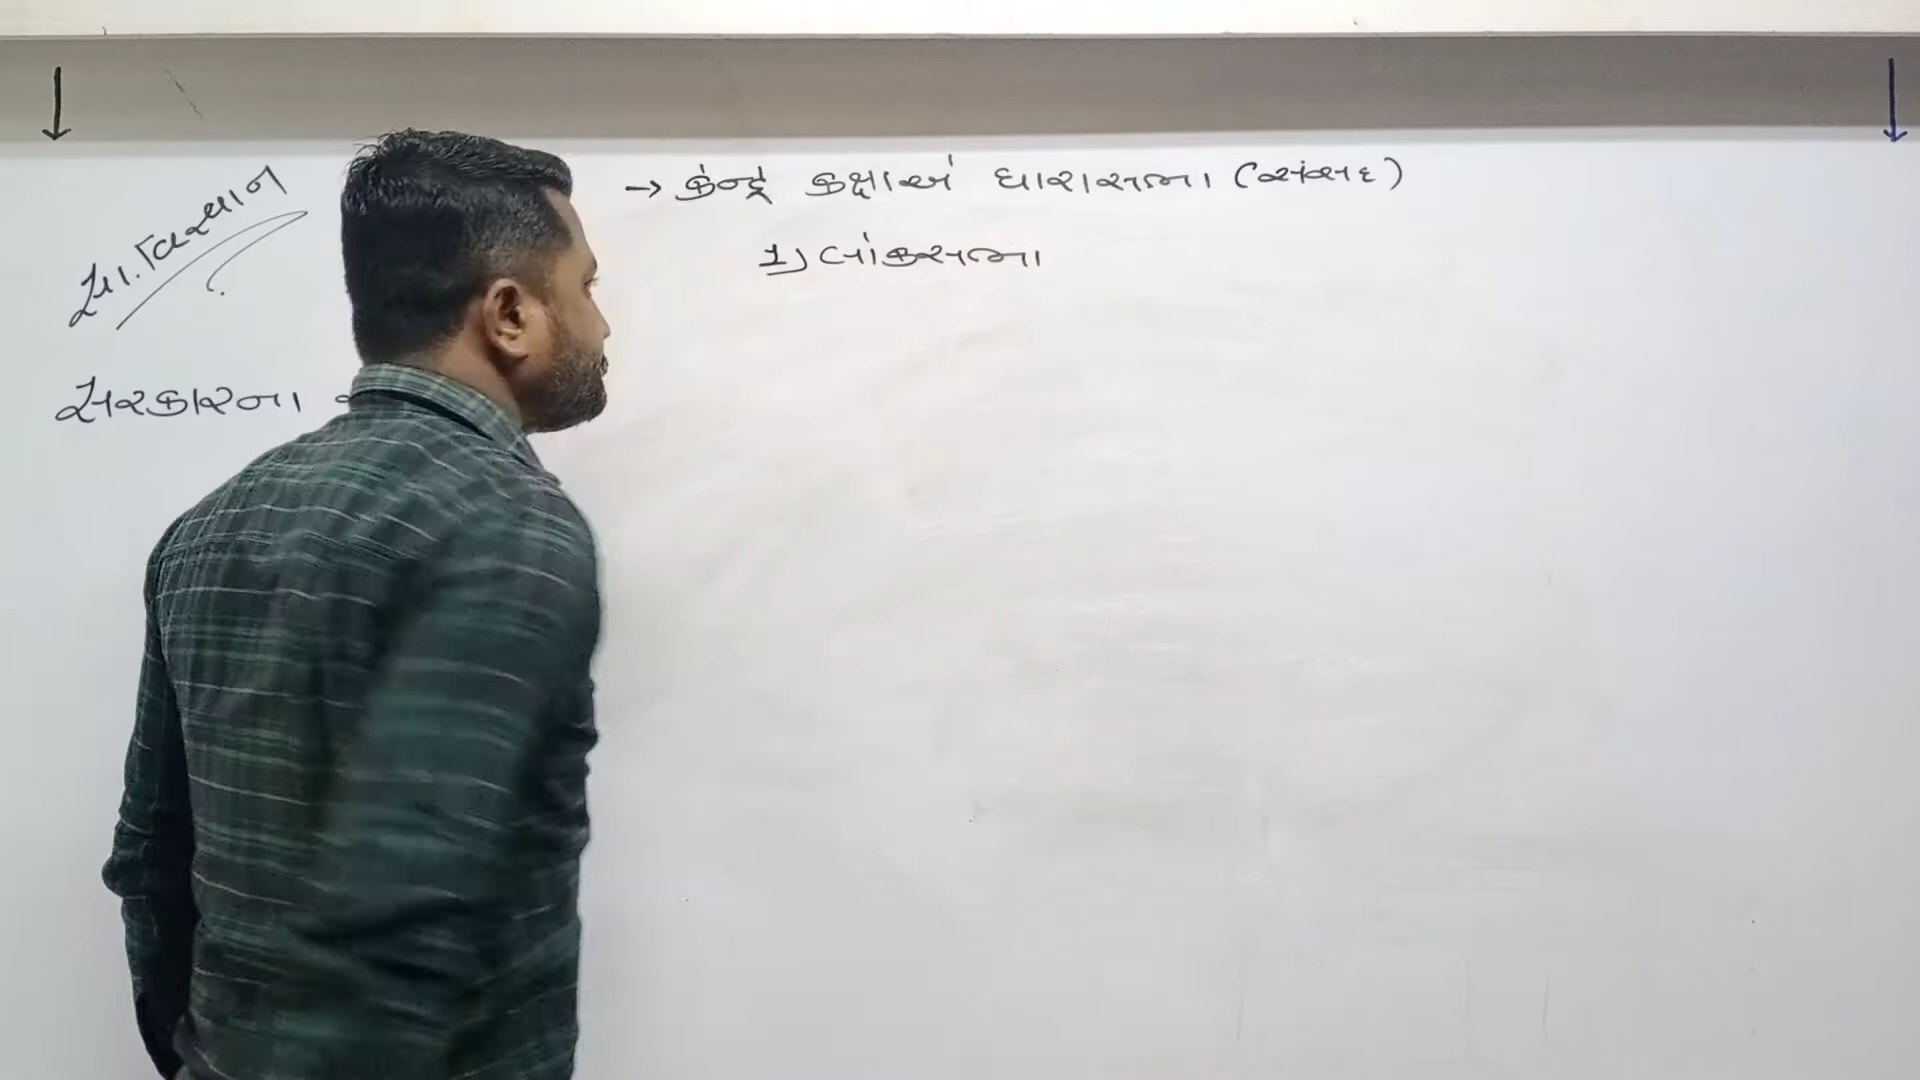 સા. વિજ્ઞાન
સરકારના
→ કેન્દ્ર કક્ષાએ ધારાસભા (સંસદ)
1) લોકસભા